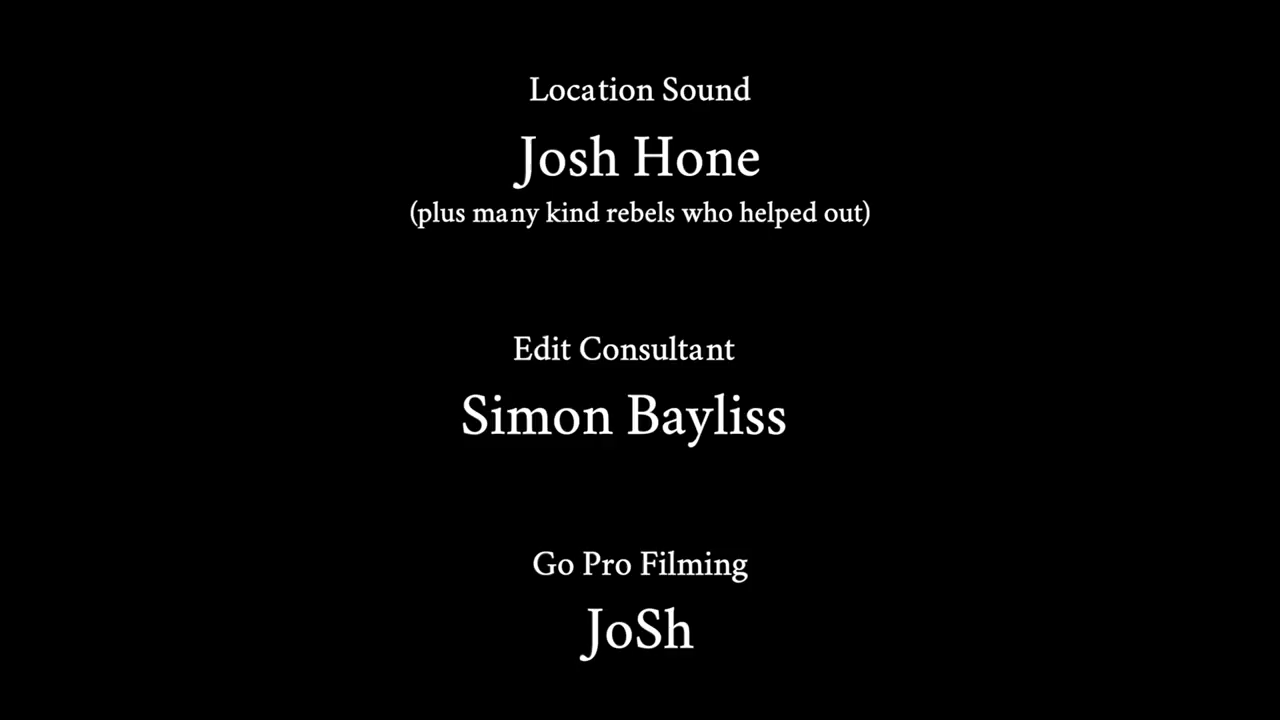 Location Sound
Josh Hone
(plus many kind rebels who helped out)
Edit Consultant
Simon Bayliss
Go Pro Filming
JoSh